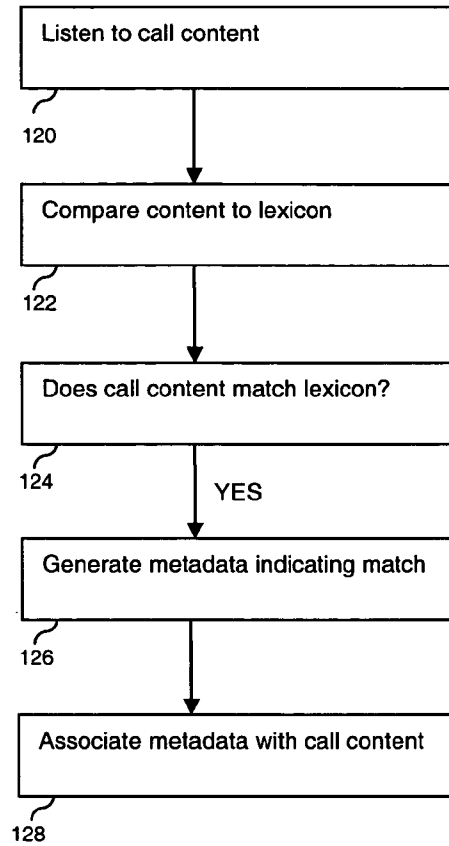 Listen to call content
120
Compare content to lexicon
122
Does call content match lexicon?
124
YES
Generate metadata indicating match
126
Associate metadata with call content
128